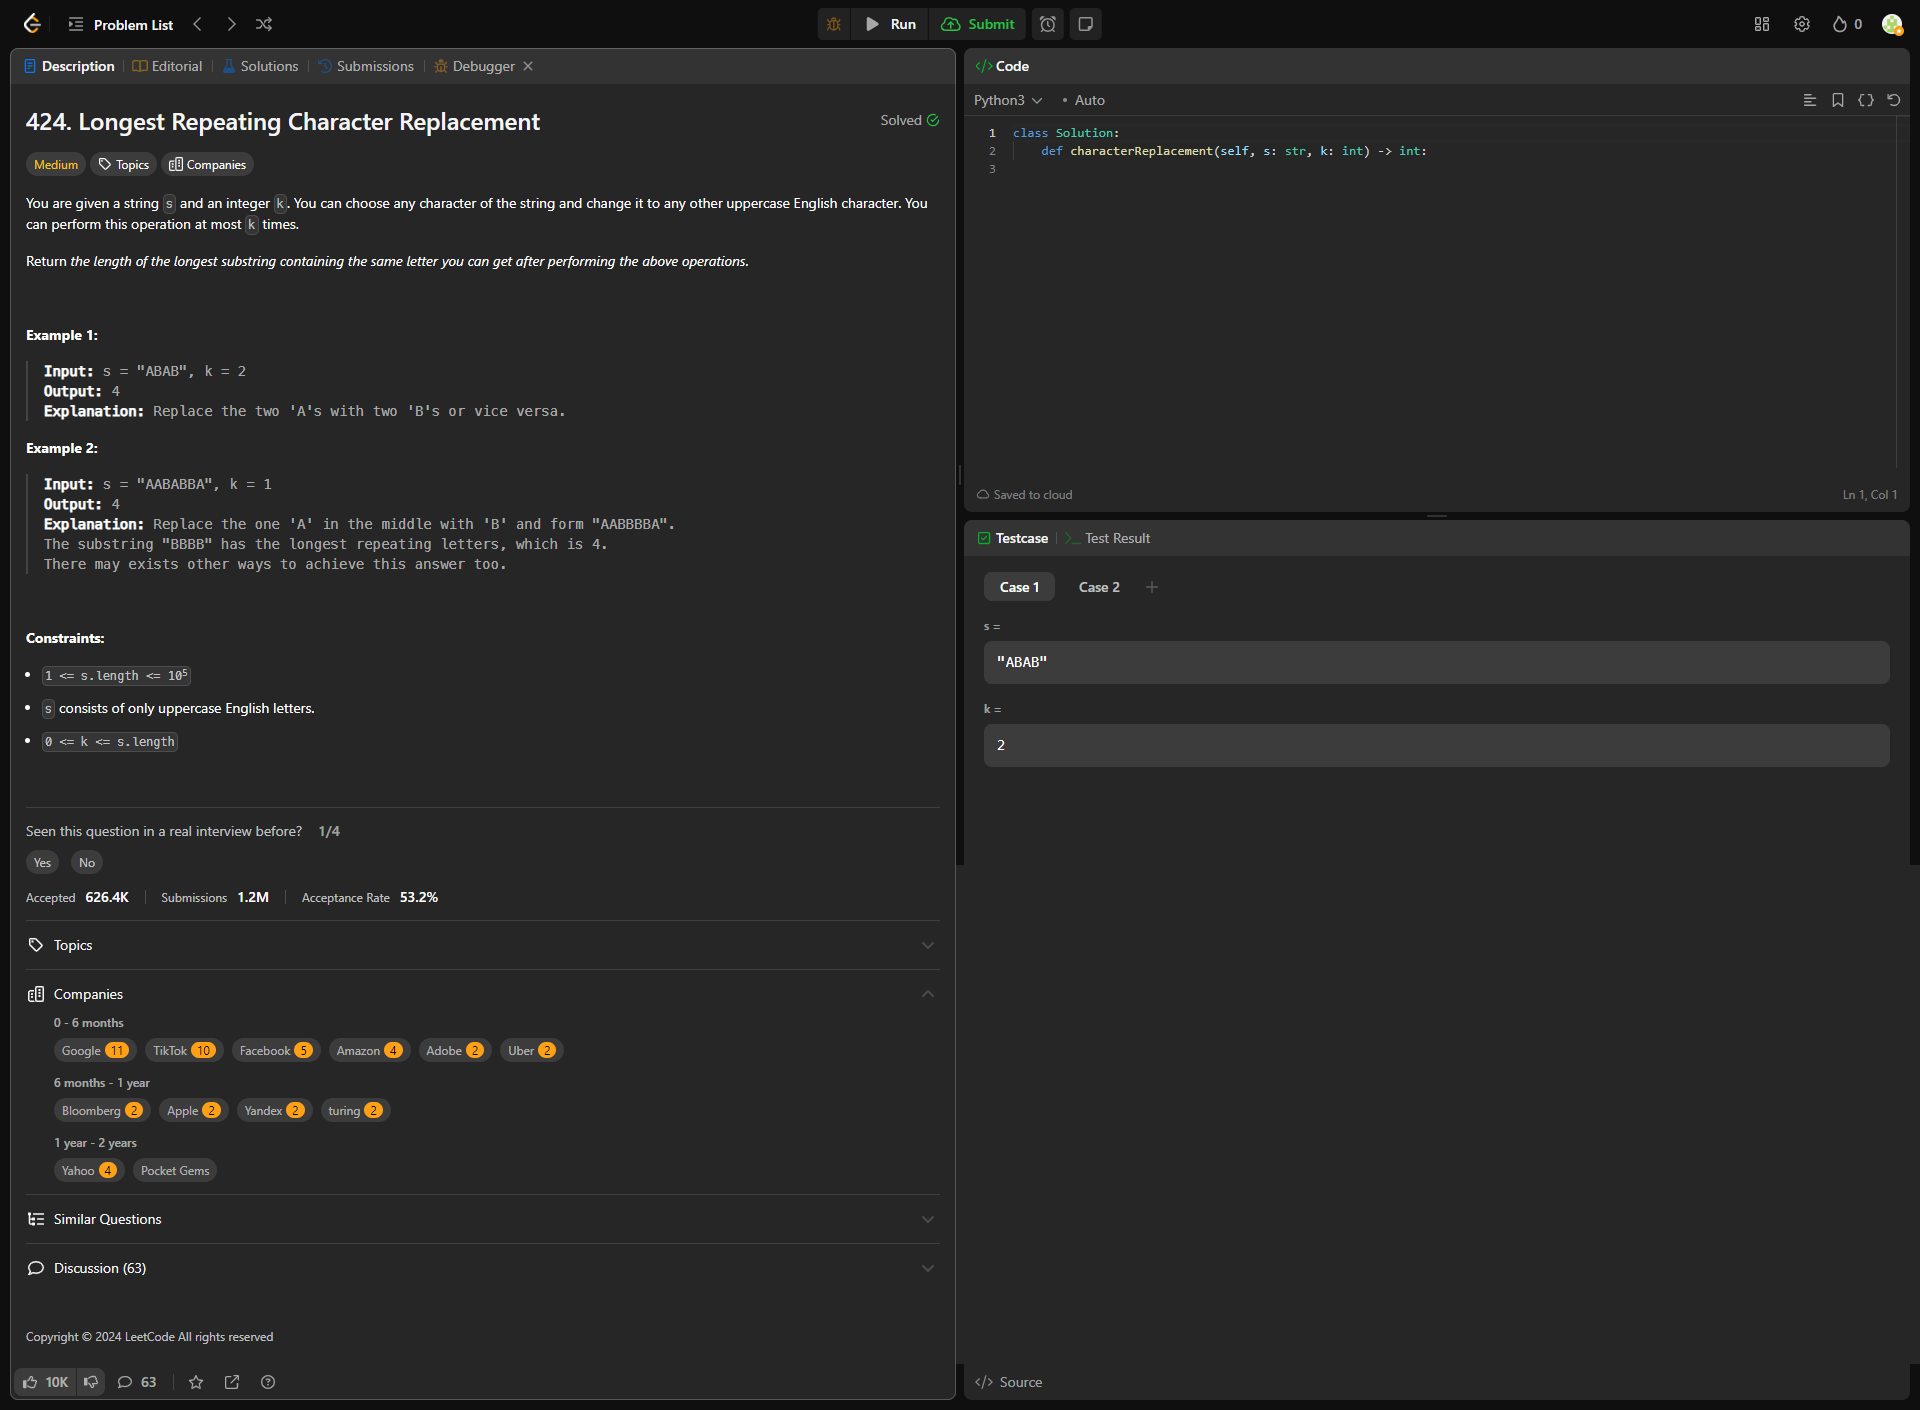 Problem List
Run
Submit
0
Description
Editorial
Solutions
Submissions
Debugger
424. Longest Repeating Character Replacement
Solved
Medium
Topics
Companies
You are given a string s and an integer k. You can choose any character of the string and change it to any other uppercase English character. You
can perform this operation at most k times.
Return the length of the longest substring containing the same letter you can get after performing the above operations.
Example 1:
Input: s = "ABAB", k = 2
Output: 4
Explanation: Replace the two 'A's with two 'B's or vice versa.
Example 2:
Input: s = "AABABBA", k = 1
Output: 4
Explanation: Replace the one 'A' in the middle with 'B' and form "AABBBBA".
The substring "BBBB" has the longest repeating letters, which is 4.
There may exists other ways to achieve this answer too.
Constraints:
1 <= s.length <= 10^5
s consists of only uppercase English letters.
0 <= k <= s.length
Seen this question in a real interview before? 1/4
Yes No
Accepted 626.4K Submissions 1.2M Acceptance Rate 53.2%
Topics
Companies
0 - 6 months
Google 11 TikTok 10 Facebook 5 Amazon 4 Adobe 2 Uber 2
6 months - 1 year
Bloomberg 2 Apple 2 Yandex 2 turing 2
1 year - 2 years
Yahoo 4 Pocket Gems
Similar Questions
Discussion (63)
Copyright © 2024 LeetCode All rights reserved
10K 63
Code
Python3 • Auto
1 class Solution:
2 def characterReplacement(self, s: str, k: int) -> int:
3
Saved to cloud
Ln 1, Col 1
Testcase
Test Result
Case 1 Case 2 +
s =
"ABAB"
k =
2
Source